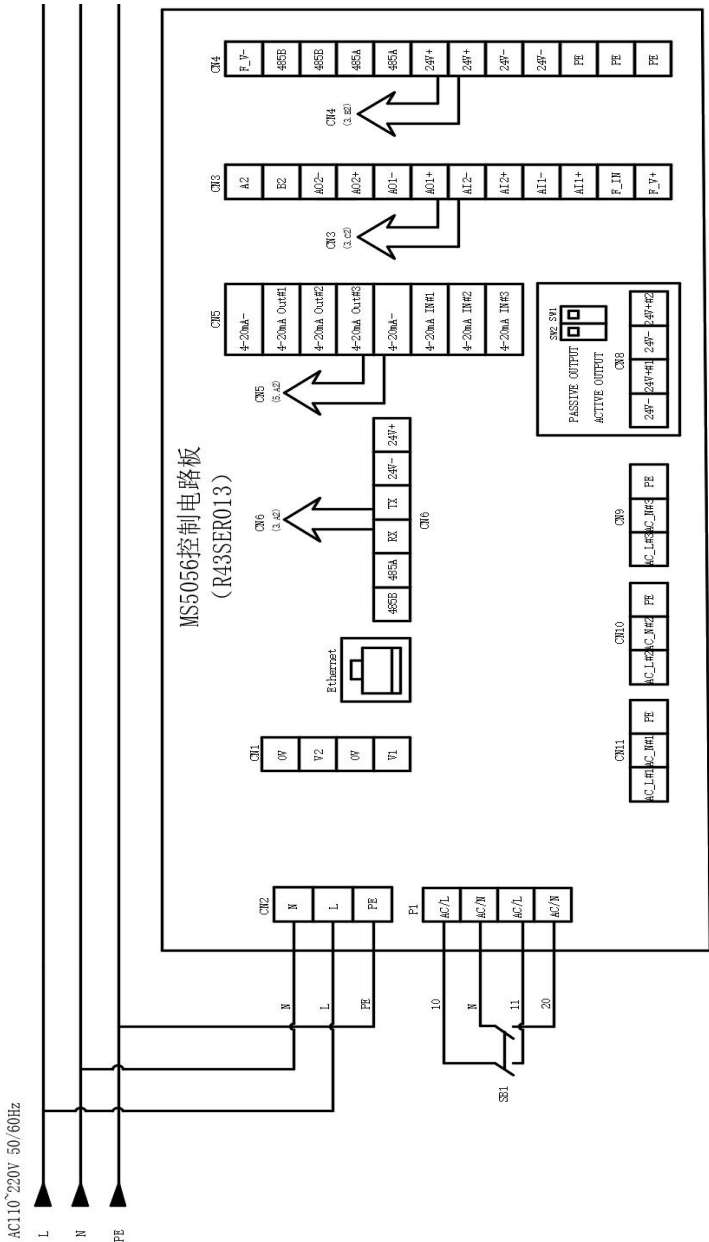 AC110~220V 50/60Hz
L
N
PE
MS5056控制电路板
(R43SER013)
CN2
N
L
PE
N
L
PE
P1
AC/L
AC/N
AC/L
AC/N
10
N
11
20
SB1
CN1
0V
V2
0V
V1
Ethernet
CN6
(3.A2)
485B
485A
RX
TX
24V-
24V+
CN6
CN5
(5.A2)
CN5
4-20mA-
4-20mA Out#1
4-20mA Out#2
4-20mA Out#3
4-20mA-
4-20mA IN#1
4-20mA IN#2
4-20mA IN#3
CN3
(3.C2)
CN3
A2
B2
AO2-
AO2+
AO1-
AO1+
AI2-
AI2+
AI1-
AI1+
F_IN
F_V+
CN4
(3.B2)
CN4
F_V-
485B
485B
485A
485A
24V+
24V+
24V-
24V-
PE
PE
PE
CN11
AC_L#1
AC_N#1
PE
CN10
AC_L#2
AC_N#2
PE
CN9
AC_L#3
AC_N#3
PE
SW2 SW1
PASSIVE OUTPUT
ACTIVE OUTPUT
CN8
24V-
24V+#1
24V-
24V+#2